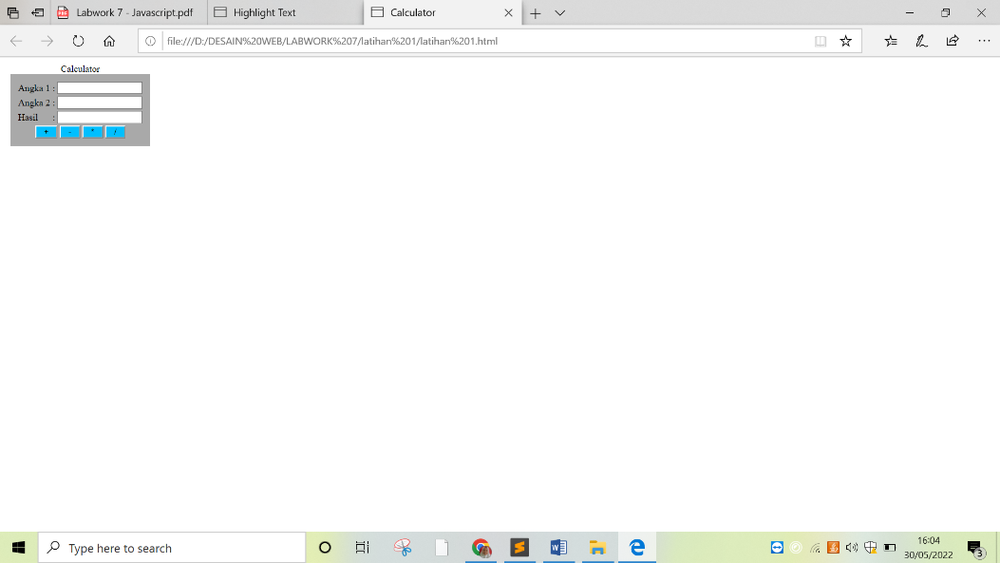 Labwork 7 - Javascript.pdf
Highlight Text
Calculator
file:///D:/DESAIN%20WEB/LABWORK%207/latihan%201/latihan%201.html
Calculator
Angka 1 :
Angka 2 :
Hasil :
+ - * /
Type here to search
16:04
30/05/2022
3